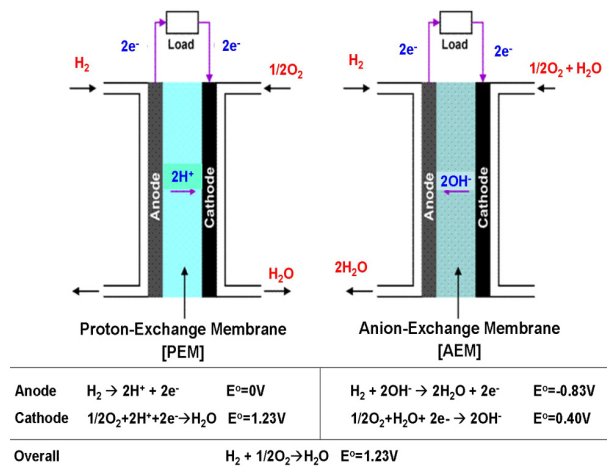 Load
2e-
2e-
H2
1/2O2
2H+
Anode
Cathode
H2O
Proton-Exchange Membrane
[PEM]
Load
2e-
2e-
H2
1/2O2 + H2O
2OH-
Anode
Cathode
2H2O
Anion-Exchange Membrane
[AEM]
Anode H2 → 2H+ + 2e- Eº=0V H2 + 2OH- → 2H2O + 2e- Eº=-0.83V
Cathode 1/2O2+2H++2e-→H2O Eº=1.23V 1/2O2+H2O+ 2e- → 2OH- Eº=0.40V
Overall H2 + 1/2O2→H2O Eº=1.23V